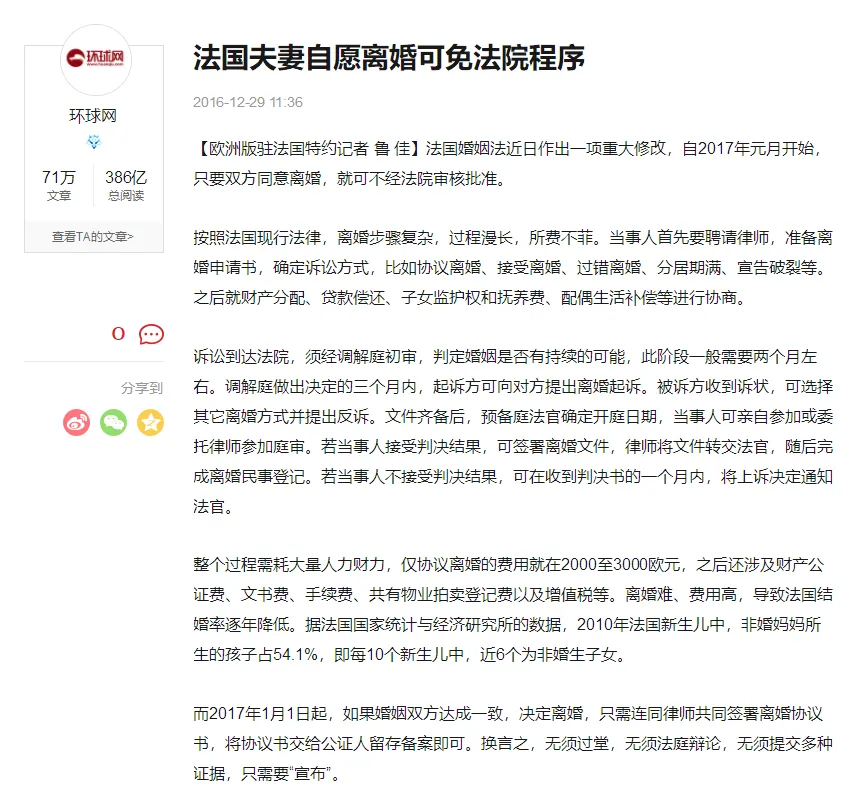 环球网
www.huanqiu.com
环球网
71万
386亿
文章
总阅读
查看TA的文章>
0
分享到
法国夫妻自愿离婚可免法院程序
2016-12-29 11:36
【欧洲版驻法国特约记者 鲁 佳】法国婚姻法近日作出一项重大修改，自2017年元月开始，
只要双方同意离婚，就可不经法院审核批准。
按照法国现行法律，离婚步骤复杂，过程漫长，所费不菲。当事人首先要聘请律师，准备离
婚申请书，确定诉讼方式，比如协议离婚、接受离婚、过错离婚、分居期满、宣告破裂等。
之后就财产分配、贷款偿还、子女监护权和抚养费、配偶生活补偿等进行协商。
诉讼到达法院，须经调解庭初审，判定婚姻是否有持续的可能，此阶段一般需要两个月左
右。调解庭做出决定的三个月内，起诉方可向对方提出离婚起诉。被诉方收到诉状，可选择
其它离婚方式并提出反诉。文件齐备后，预备庭法官确定开庭日期，当事人可亲自参加或委
托律师参加庭审。若当事人接受判决结果，可签署离婚文件，律师将文件转交法官，随后完
成离婚民事登记。若当事人不接受判决结果，可在收到判决书的一个月内，将上诉决定通知
法官。
整个过程需耗大量人力财力，仅协议离婚的费用就在2000至3000欧元，之后还涉及财产公
证费、文书费、手续费、共有物业拍卖登记费以及增值税等。离婚难、费用高，导致法国结
婚率逐年降低。据法国国家统计与经济研究所的数据，2010年法国新生儿中，非婚妈妈所
生的孩子占54.1%，即每10个新生儿中，近6个为非婚生子女。
而2017年1月1日起，如果婚姻双方达成一致，决定离婚，只需连同律师共同签署离婚协议
书，将协议书交给公证人留存备案即可。换言之，无须过堂，无须法庭辩论，无须提交多种
证据，只需要“宣布”。